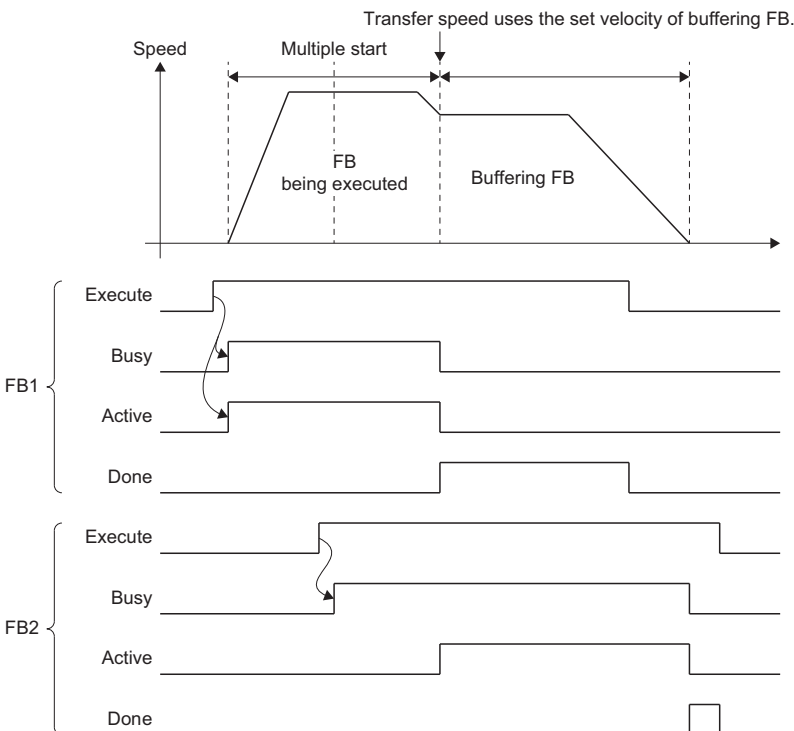 Transfer speed uses the set velocity of buffering FB.
Speed
Multiple start
FB
being executed
Buffering FB
FB1
Execute
Busy
Active
Done
FB2
Execute
Busy
Active
Done